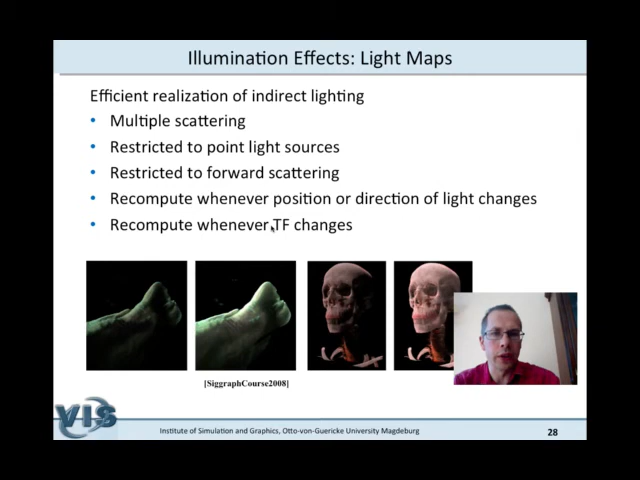 Illumination Effects: Light Maps
Efficient realization of indirect lighting
• Multiple scattering
• Restricted to point light sources
• Restricted to forward scattering
• Recompute whenever position or direction of light changes
• Recompute whenever TF changes
[SiggraphCourse2008]
VIS
Institute of Simulation and Graphics, Otto-von-Guericke University Magdeburg
28